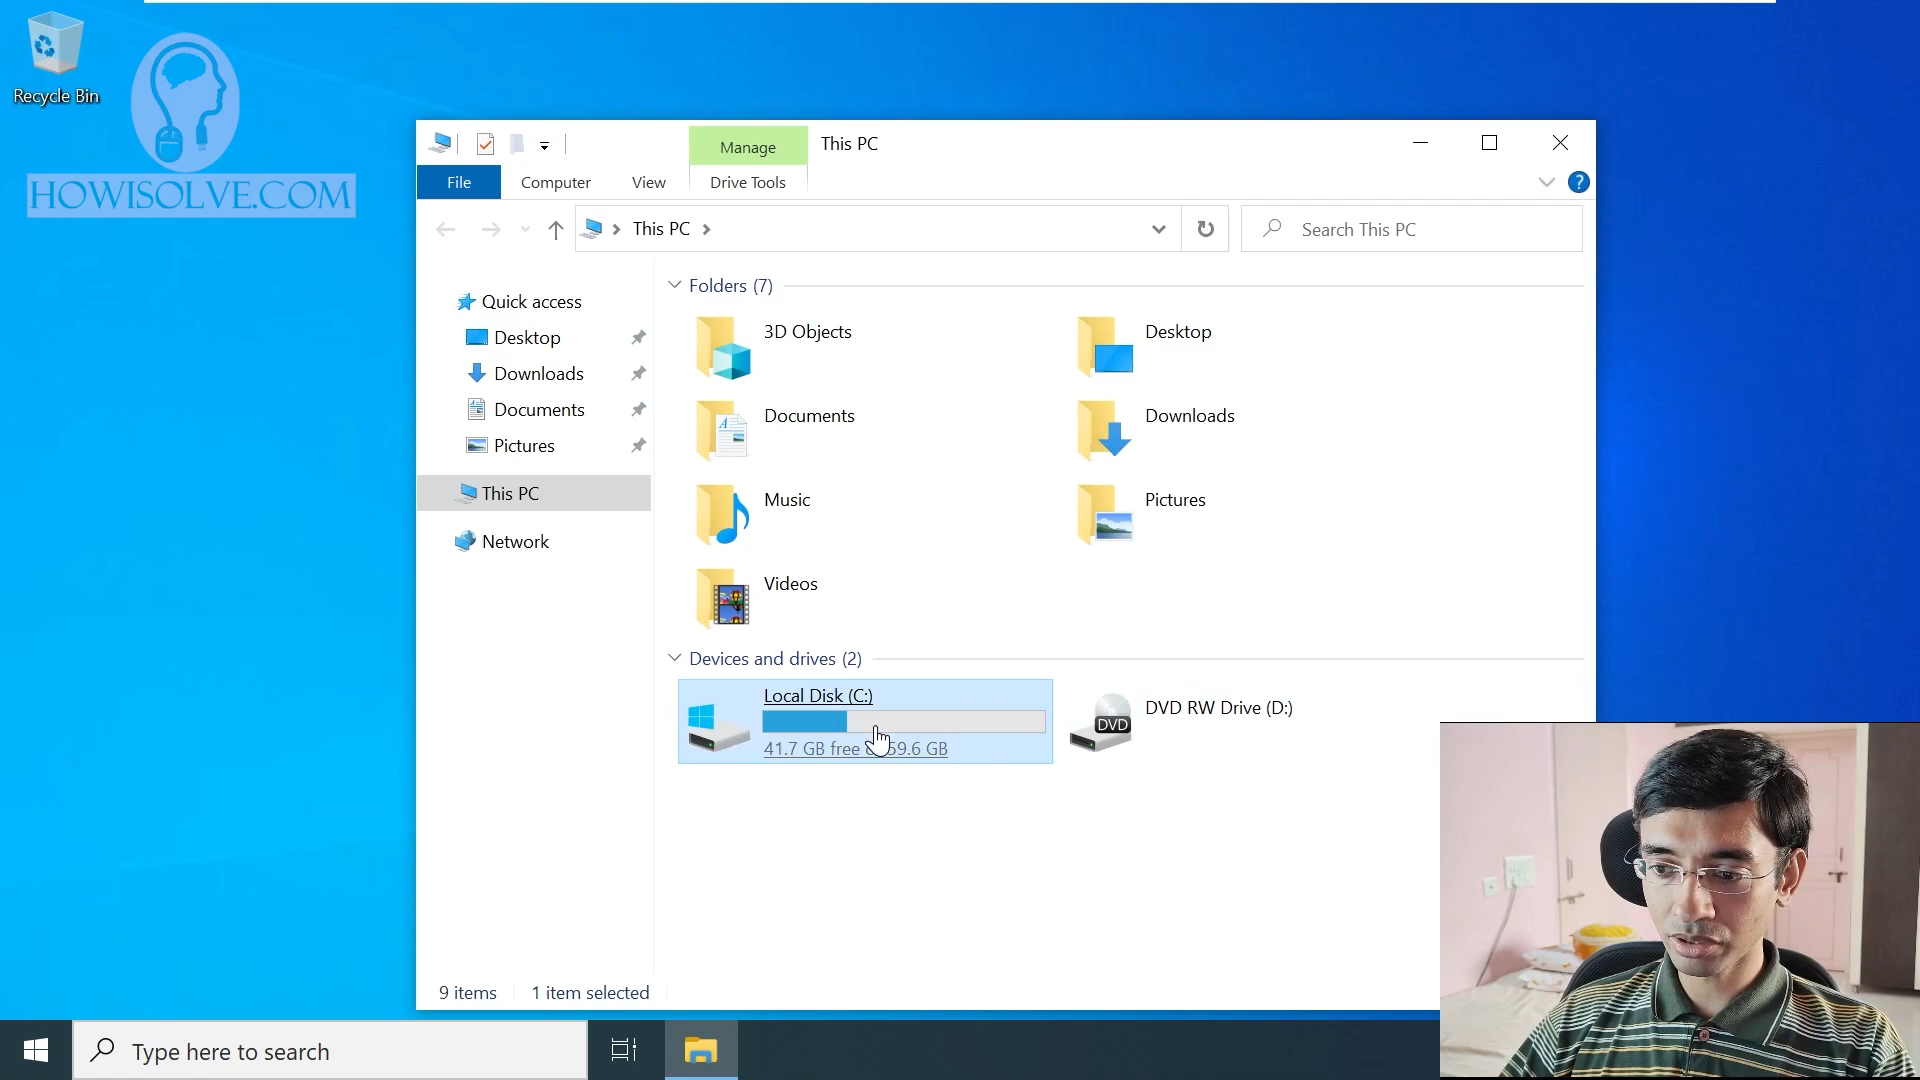 Recycle Bin
HOWISOLVE.COM
Manage
This PC
File
Computer
View
Drive Tools
?
This PC
Search This PC
Quick access
Desktop
Downloads
Documents
Pictures
This PC
Network
Folders (7)
3D Objects
Desktop
Documents
Downloads
Music
Pictures
Videos
Devices and drives (2)
Local Disk (C:)
41.7 GB free 59.6 GB
DVD
DVD RW Drive (D:)
9 items
1 item selected
Type here to search